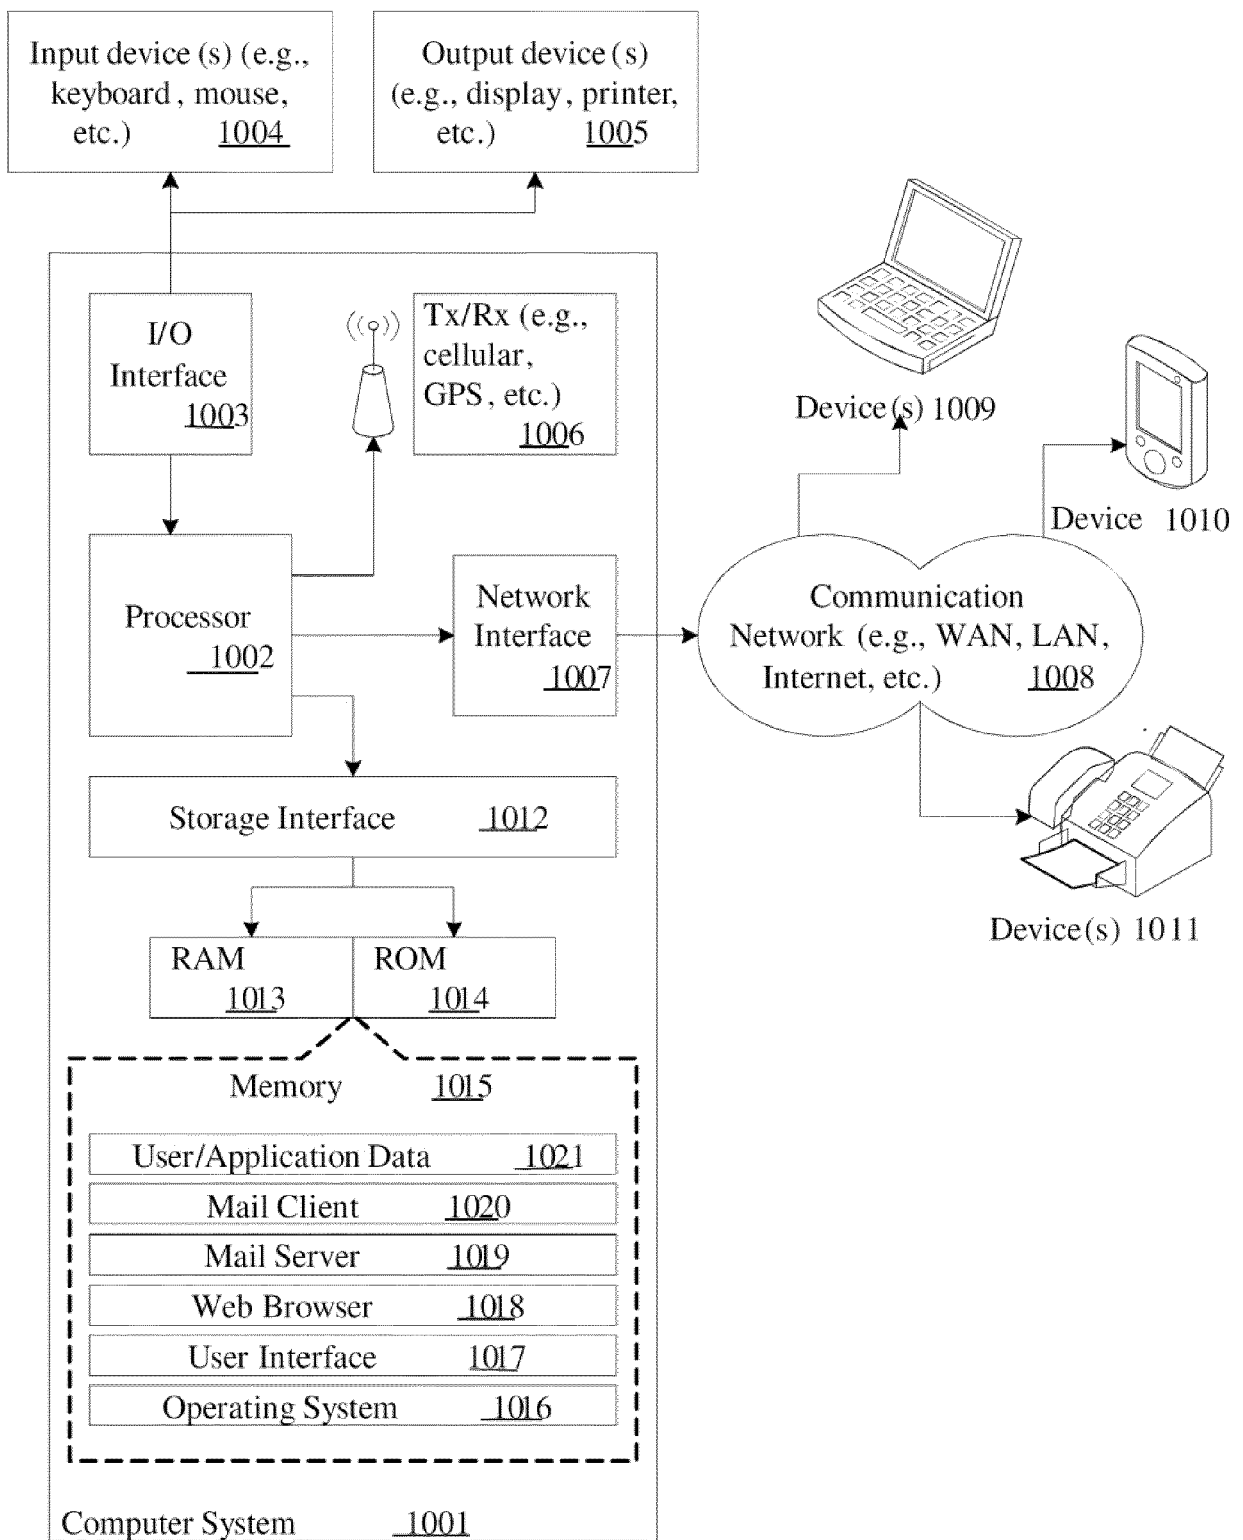 Input device (s) (e.g.,
keyboard, mouse,
etc.) 1004
Output device (s)
(e.g., display, printer,
etc.) 1005
I/O
Interface
1003
Tx/Rx (e.g.,
cellular,
GPS, etc.)
1006
Device(s) 1009
Device 1010
Processor
1002
Network
Interface
1007
Communication
Network (e.g., WAN, LAN,
Internet, etc.) 1008
Storage Interface 1012
Device(s) 1011
RAM
1013
ROM
1014
Memory 1015
User/Application Data 1021
Mail Client 1020
Mail Server 1019
Web Browser 1018
User Interface 1017
Operating System 1016
Computer System 1001